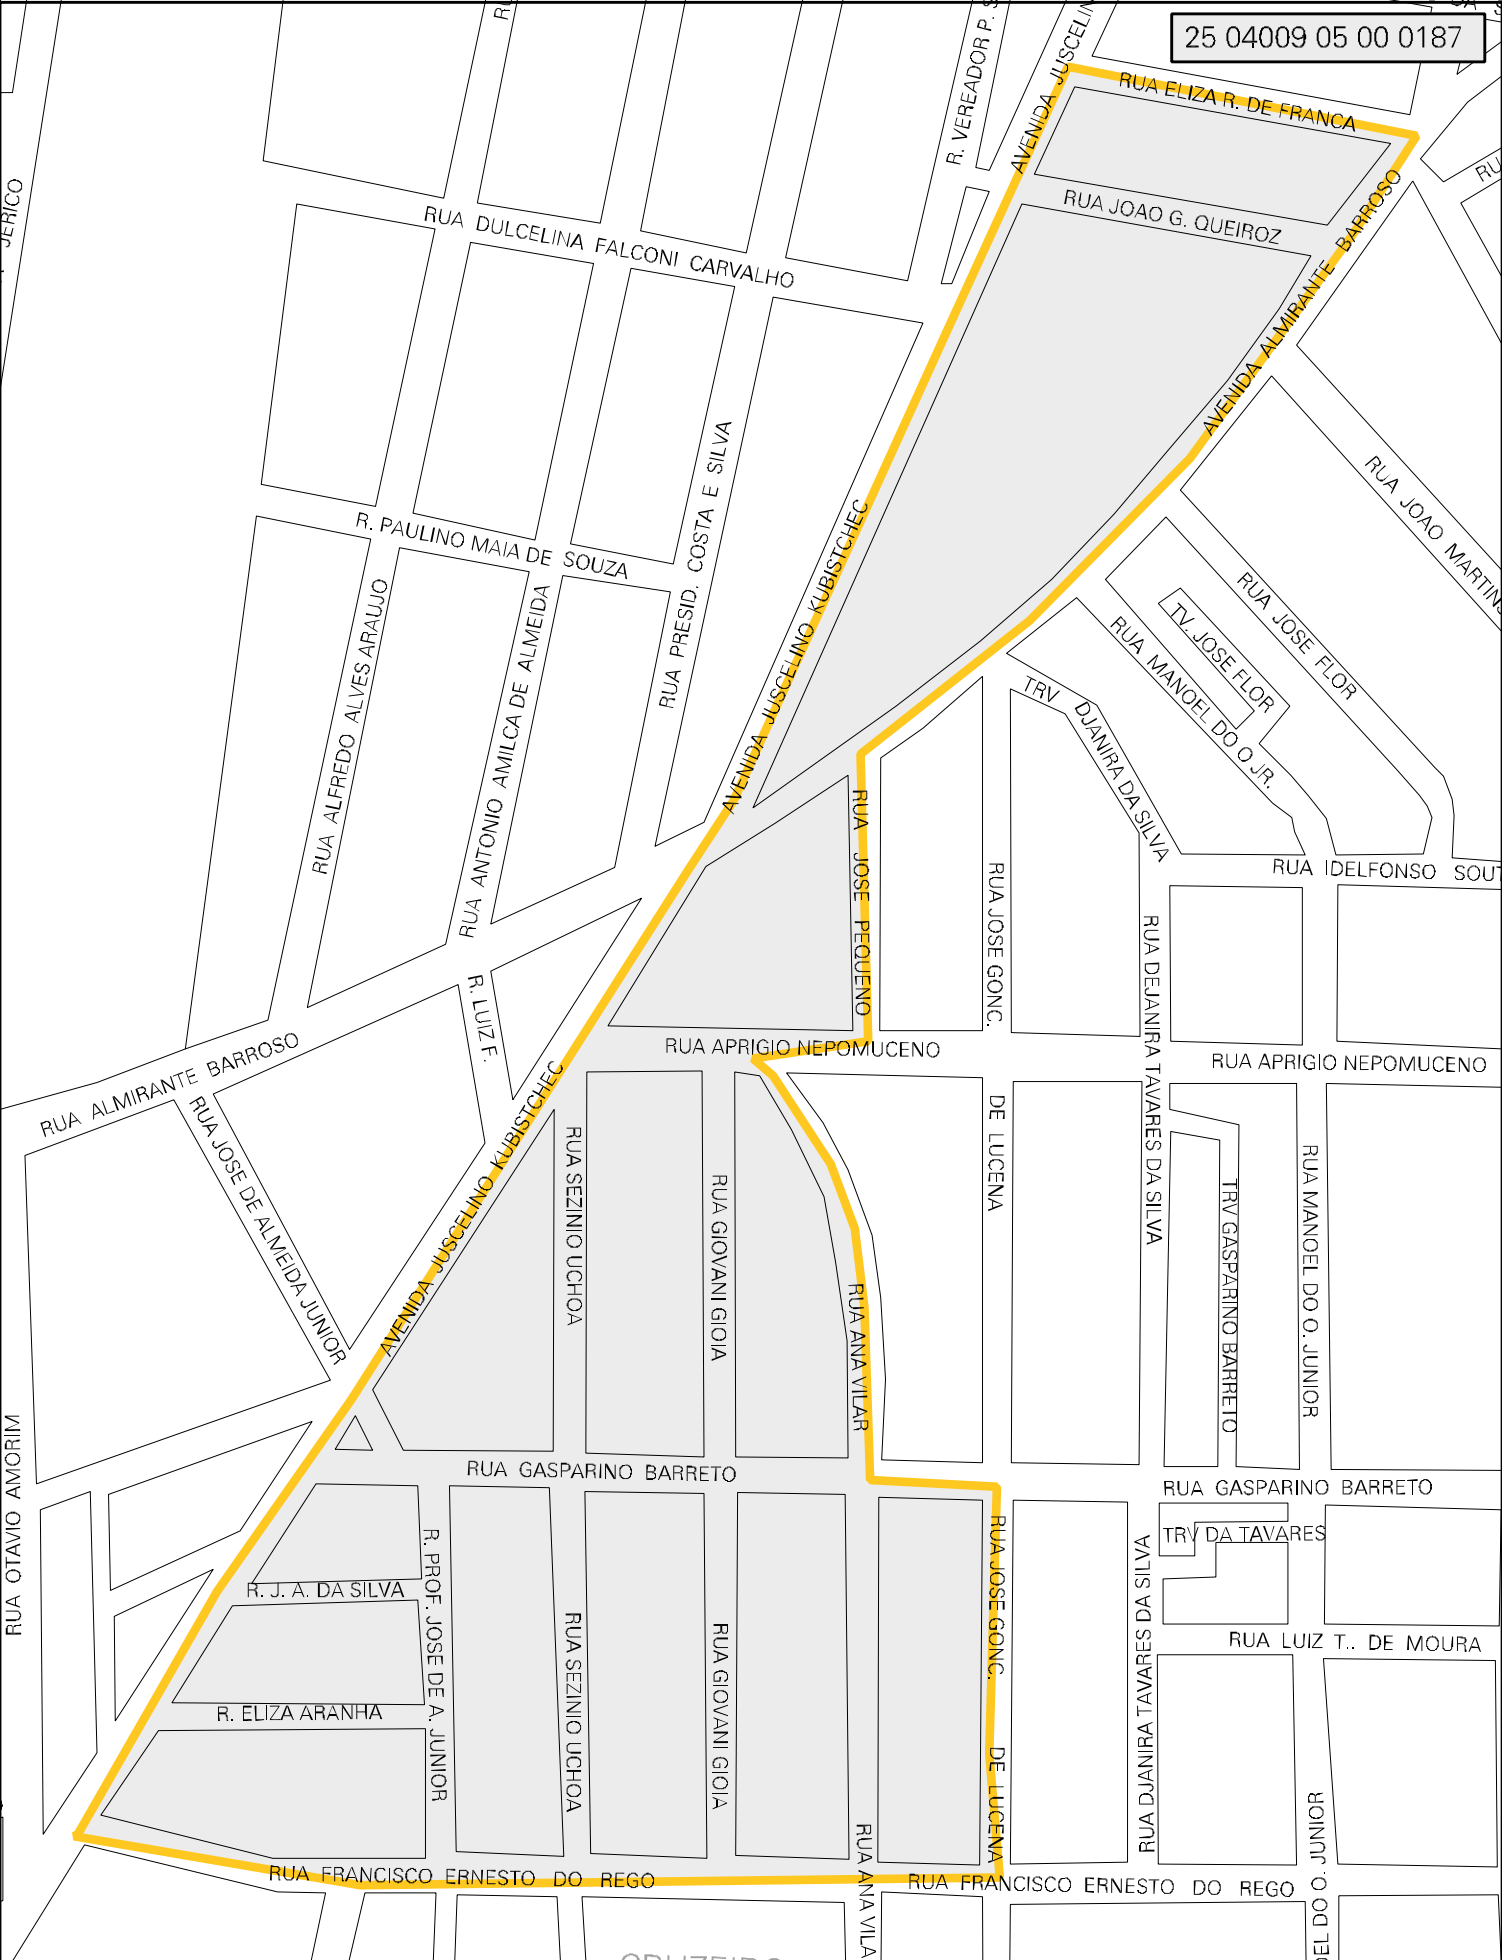 25 04009 05 00 0187
RUA ELIZA R. DE FRANCA
R. VEREADOR P. S
AVENIDA JUSCELIN
JERICO
RUA JOAO G. QUEIROZ
RUA DULCELINA FALCONI CARVALHO
AVENIDA ALMIRANTE BARROSO
RUA JOAO MARTINS
R. PAULINO MAIA DE SOUZA
RUA PRESID. COSTA E SILVA
AVENIDA JUSCELINO KUBISTCHEC
RUA ALFREDO ALVES ARAUJO
RUA ANTONIO AMILCA DE ALMEIDA
RUA JOSE FLOR
TV. JOSE FLOR
RUA MANOEL DO O JR.
TRV DJANIRA DA SILVA
RUA JOSE PEQUENO
RUA JOSE GONC. DE LUCENA
RUA IDELFONSO SOUT
RUA DEJANIRA TAVARES DA SILVA
R. LUIZ F.
RUA ALMIRANTE BARROSO
RUA APRIGIO NEPOMUCENO
RUA APRIGIO NEPOMUCENO
RUA JOSE DE ALMEIDA JUNIOR
AVENIDA JUSCELINO KUBISTCHEC
RUA SEZINIO UCHOA
RUA GIOVANI GIOIA
RUA ANA VILAR
TRV GASPARINO BARRETO
RUA MANOEL DO O. JUNIOR
RUA OTAVIO AMORIM
RUA GASPARINO BARRETO
RUA GASPARINO BARRETO
TRV DA TAVARES
R. J. A. DA SILVA
R. PROF. JOSE DE A. JUNIOR
RUA SEZINIO UCHOA
RUA GIOVANI GIOIA
RUA JOSE GONC. DE LUCENA
RUA DJANIRA TAVARES DA SILVA
RUA LUIZ T.. DE MOURA
R. ELIZA ARANHA
RUA ANA VILA
EL DO O. JUNIOR
RUA FRANCISCO ERNESTO DO REGO
RUA FRANCISCO ERNESTO DO REGO